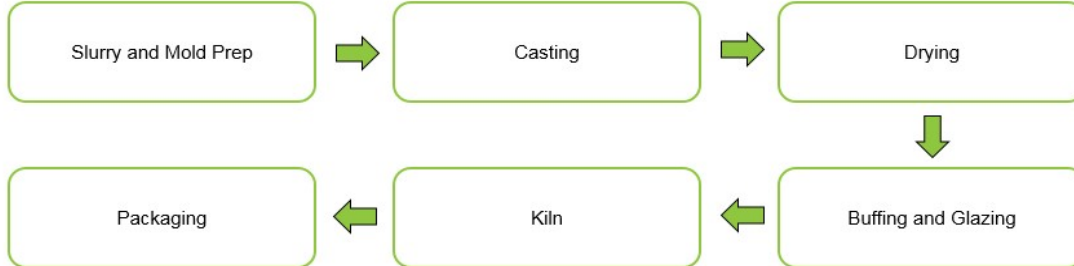 Slurry and Mold Prep
Casting
Drying
Buffing and Glazing
Kiln
Packaging